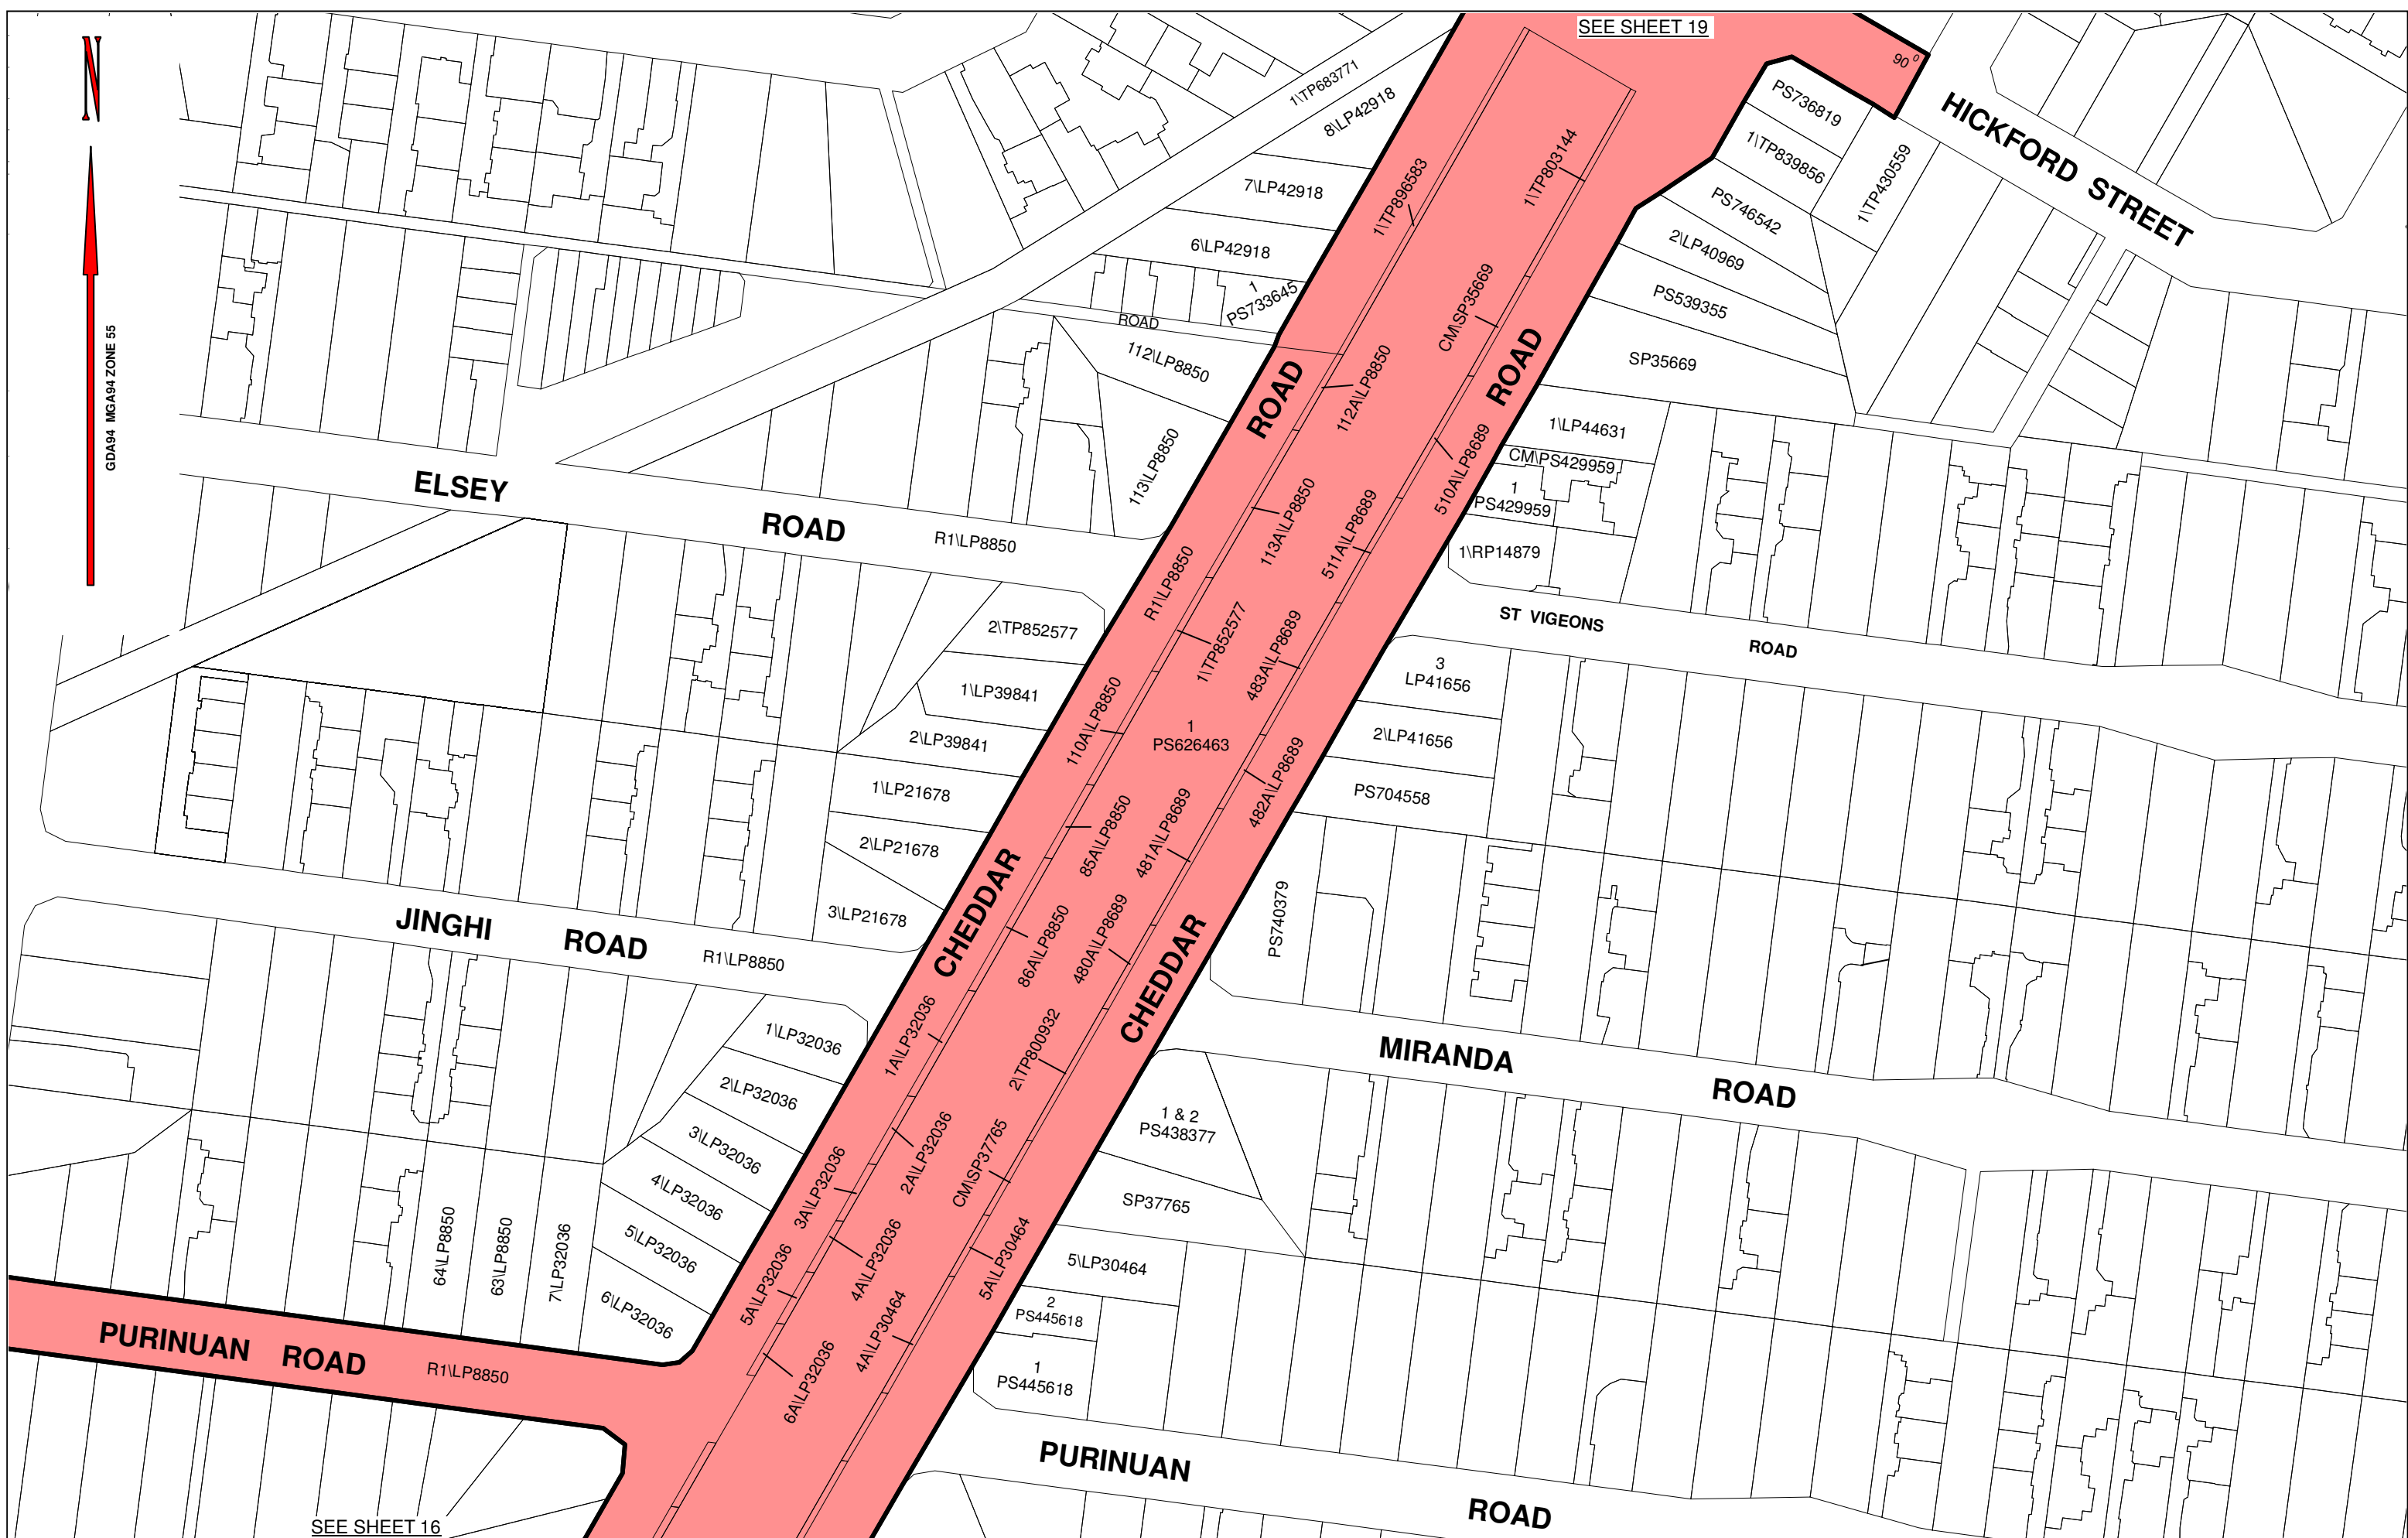 SEE SHEET 19
N
GDA94 MGA94 ZONE 55
90°
HICKFORD STREET
1\TP683771
8\LP42918
7\LP42918
6\LP42918
1
PS733645
ROAD
112\LP8850
113\LP8850
1\TP896583
1\TP803144
CM\SP35669
112A\LP8850
ROAD
ROAD
510A\LP8689
113A\LP8850
511A\LP8689
PS736819
1\TP839856
1\TP430559
PS746542
2\LP40969
PS539355
SP35669
1\LP44631
CM\PS429959
1
PS429959
1\RP14879
ELSEY
ROAD
R1\LP8850
R1\LP8850
1\TP852577
483A\LP8689
ST VIGEONS
ROAD
2\TP852577
1\LP39841
2\LP39841
1\LP21678
2\LP21678
3\LP21678
110A\LP8850
1
PS626463
482A\LP8689
85A\LP8850
481A\LP8689
3
LP41656
2\LP41656
PS704558
PS740379
CHEDDAR
86A\LP8850
480A\LP8689
CHEDDAR
JINGHI
ROAD
R1\LP8850
1A\LP32036
2\TP800932
MIRANDA
ROAD
1\LP32036
2\LP32036
3\LP32036
4\LP32036
5\LP32036
6\LP32036
64\LP8850
63\LP8850
7\LP32036
2A\LP32036
CM\SP37765
3A\LP32036
4A\LP32036
5A\LP30464
5A\LP32036
4A\LP30464
6A\LP32036
1 & 2
PS438377
SP37765
5\LP30464
2
PS445618
1
PS445618
PURINUAN ROAD
R1\LP8850
PURINUAN
ROAD
SEE SHEET 16